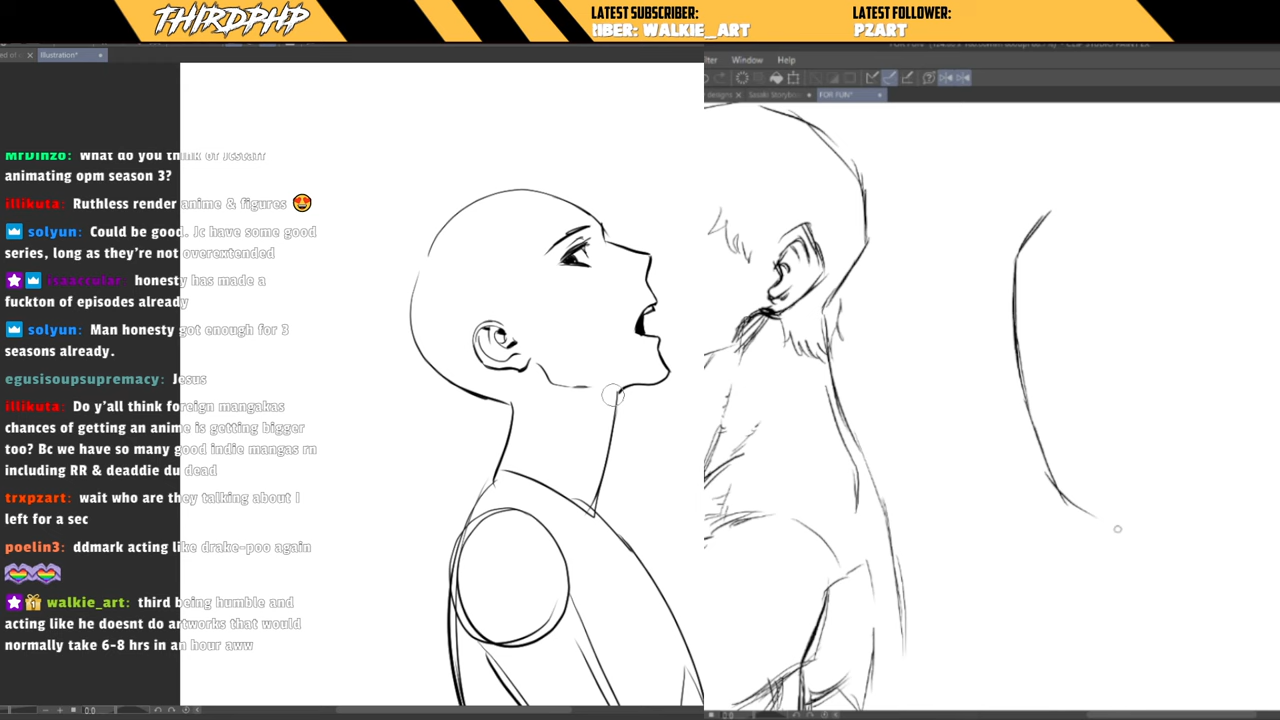 THIRDPHP
LATEST SUBSCRIBER:
RIBER: WALKIE_ART
LATEST FOLLOWER:
PZART
Illustration*
Window Help
Sasaki Storyboa
FOR FUN*
MrDinzo: What do you think of Jcstaff
animating opm season 3?
illikuta: Ruthless render anime & figures 😍
solyun: Could be good. Jc have some good
series, long as they're not overextended
isaaccular: honesty has made a
fuckton of episodes already
solyun: Man honesty got enough for 3
seasons already.
egusisoupsupremacy: Jesus
illikuta: Do y'all think foreign mangakas
chances of getting an anime is getting bigger
too? Bc we have so many good indie mangas rn
including RR & deaddie du dead
trxpzart: wait who are they talking about I
left for a sec
poelin3: ddmark acting like drake-poo again
walkie_art: third being humble and
acting like he doesnt do artworks that would
normally take 6-8 hrs in an hour aww